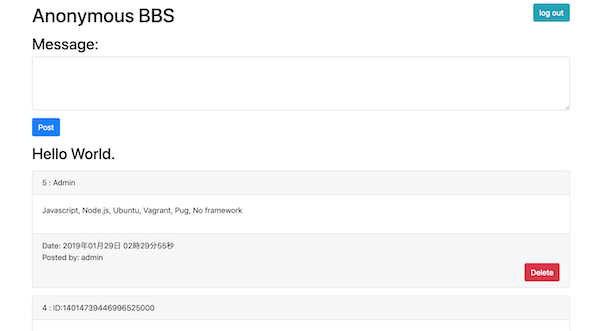 Anonymous BBS
log out
Message:
Post
Hello World.
5 : Admin
Javascript, Node.js, Ubuntu, Vagrant, Pug, No framework
Date: 2019年01月29日 02時29分55秒
Posted by: admin
Delete
4 : ID:14014739446996525000